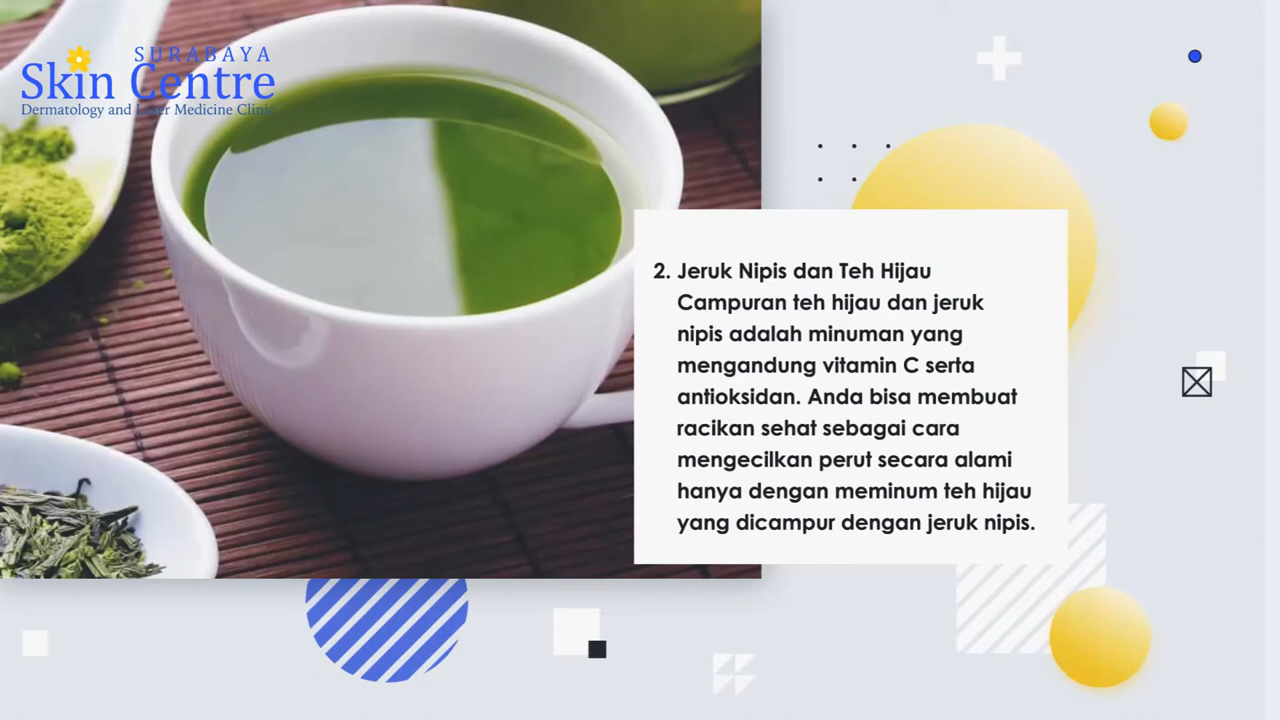 SURABAYA
Skin Centre
Dermatology and Laser Medicine Clinic
2. Jeruk Nipis dan Teh Hijau
Campuran teh hijau dan jeruk
nipis adalah minuman yang
mengandung vitamin C serta
antioksidan. Anda bisa membuat
racikan sehat sebagai cara
mengecilkan perut secara alami
hanya dengan meminum teh hijau
yang dicampur dengan jeruk nipis.